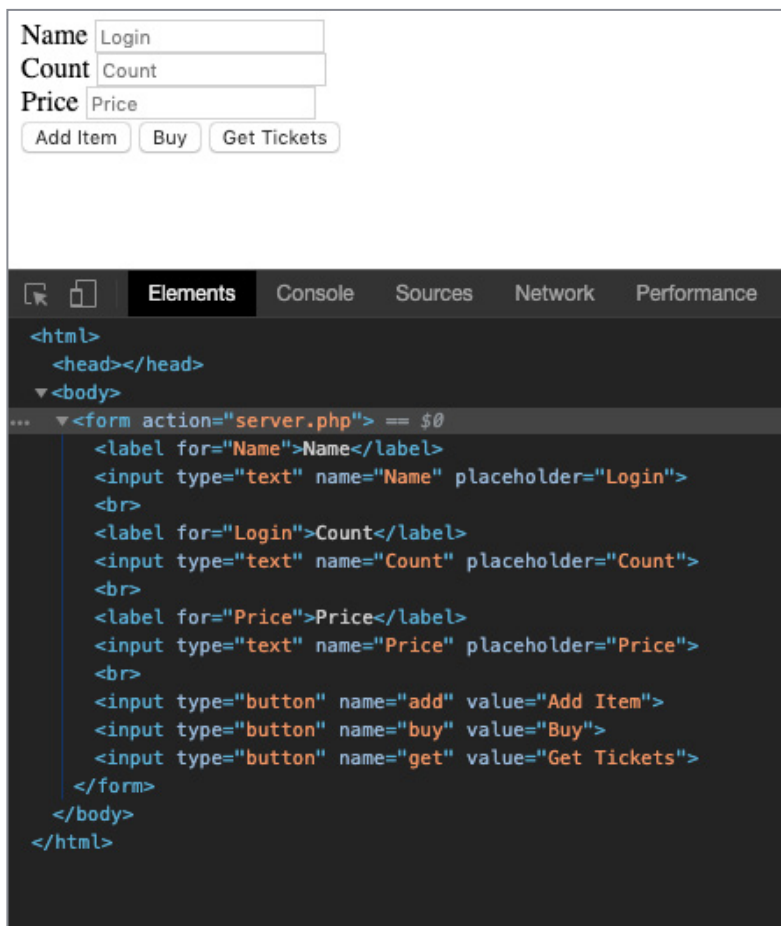 Name Login
Count Count
Price Price
Add Item Buy Get Tickets
Elements Console Sources Network Performance
<html>
<head></head>
▼<body>
... ▼<form action="server.php"> == $0
<label for="Name">Name</label>
<input type="text" name="Name" placeholder="Login">
<br>
<label for="Login">Count</label>
<input type="text" name="Count" placeholder="Count">
<br>
<label for="Price">Price</label>
<input type="text" name="Price" placeholder="Price">
<br>
<input type="button" name="add" value="Add Item">
<input type="button" name="buy" value="Buy">
<input type="button" name="get" value="Get Tickets">
</form>
</body>
</html>